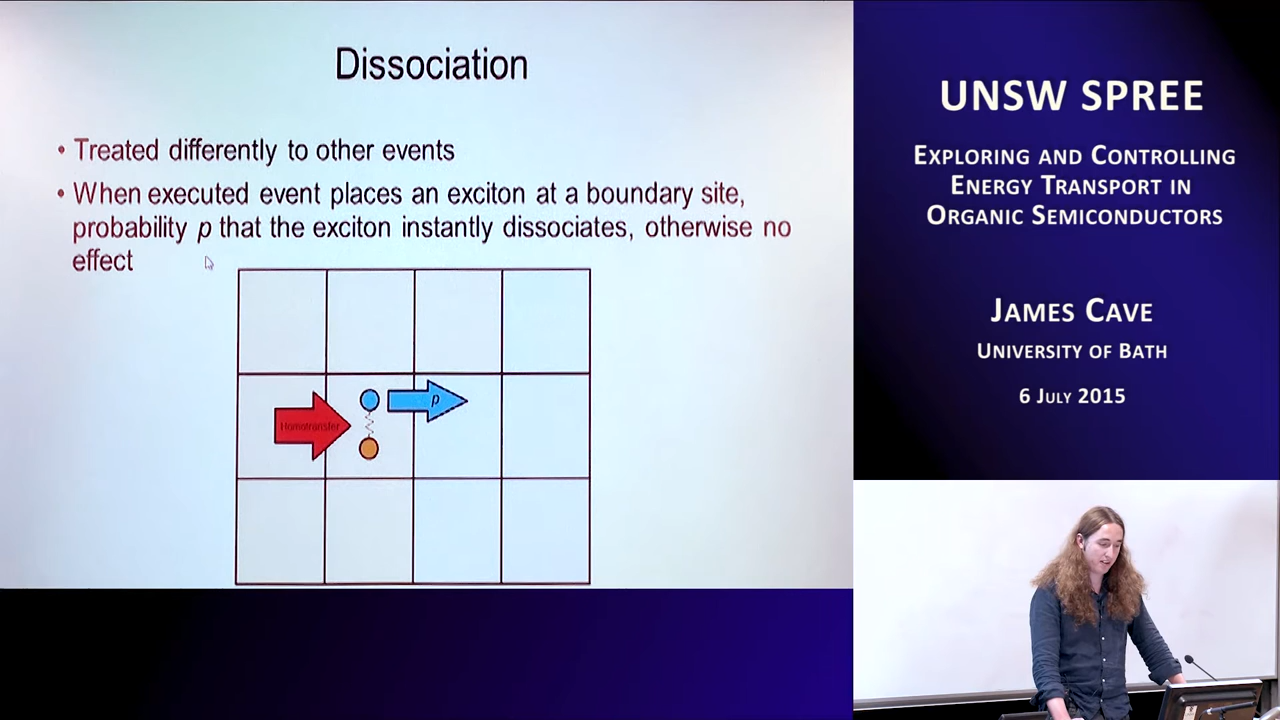 Dissociation
• Treated differently to other events
• When executed event places an exciton at a boundary site,
probability p that the exciton instantly dissociates, otherwise no
effect
Homotransfer
p
UNSW SPREE
Exploring and Controlling
Energy Transport in
Organic Semiconductors
James Cave
University of Bath
6 July 2015